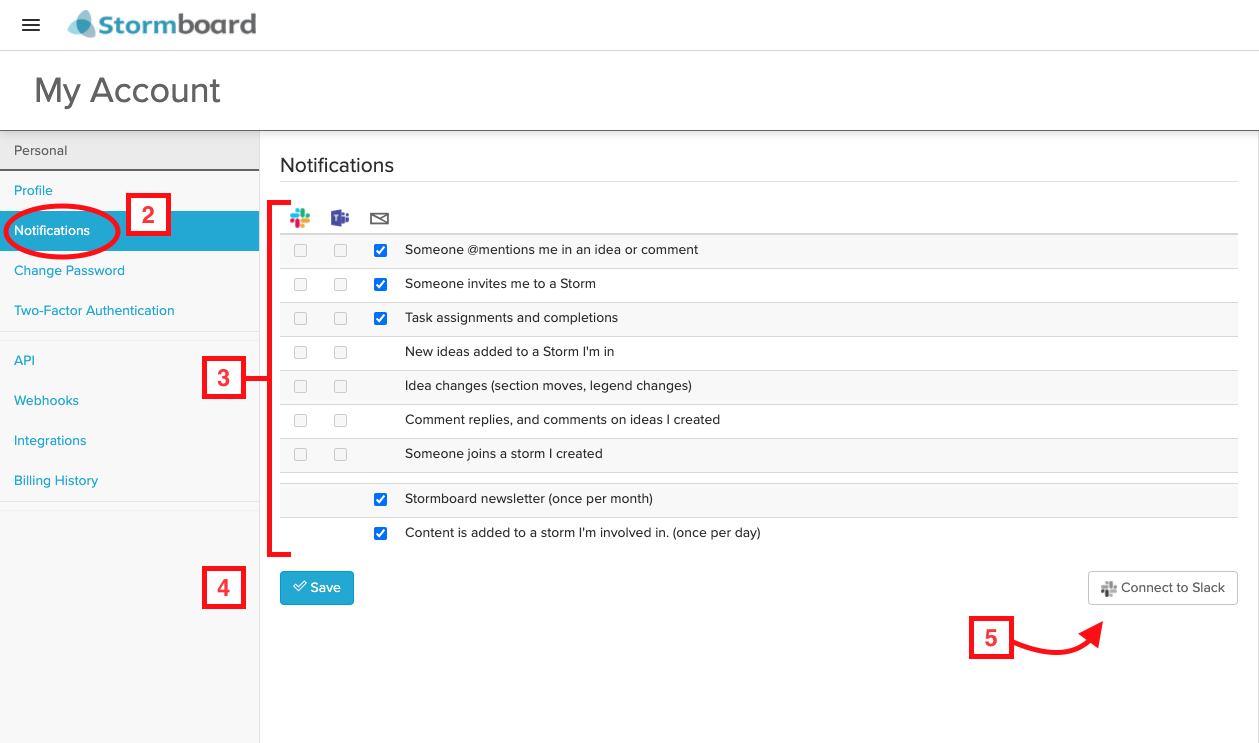 Stormboard
My Account
Personal
Profile
Notifications
Change Password
Two-Factor Authentication
API
Webhooks
Integrations
Billing History
2
3
4
Notifications
T
Someone @mentions me in an idea or comment
Someone invites me to a Storm
Task assignments and completions
New ideas added to a Storm I'm in
Idea changes (section moves, legend changes)
Comment replies, and comments on ideas I created
Someone joins a storm I created
Stormboard newsletter (once per month)
Content is added to a storm I'm involved in. (once per day)
Save
Connect to Slack
5